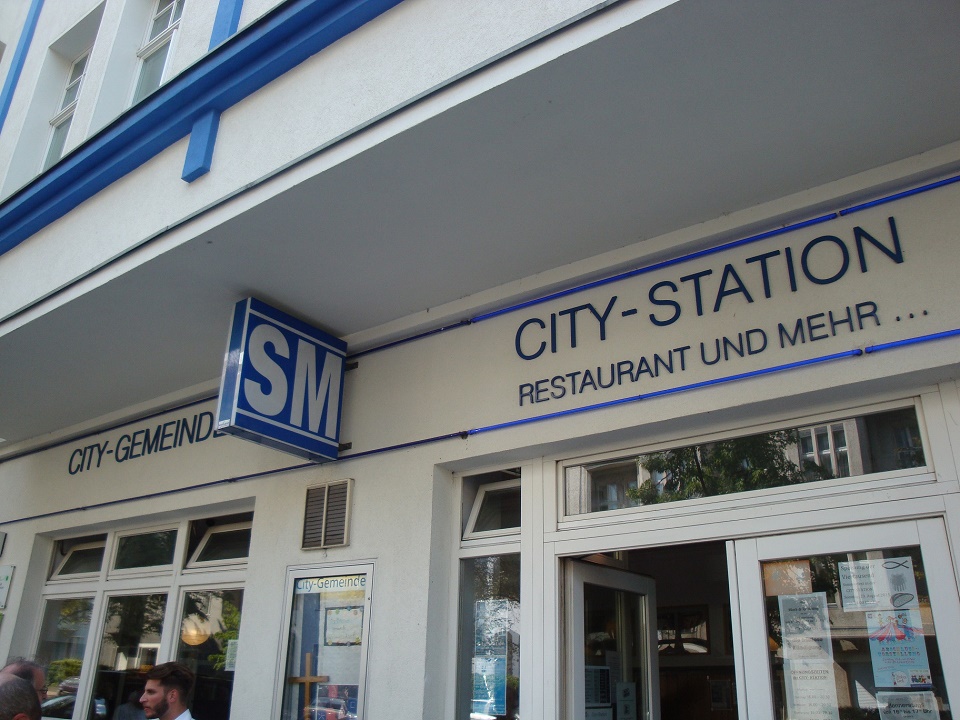 CITY-GEMEINDE
SM
CITY-STATION
RESTAURANT UND MEHR ...
City-Gemeinde